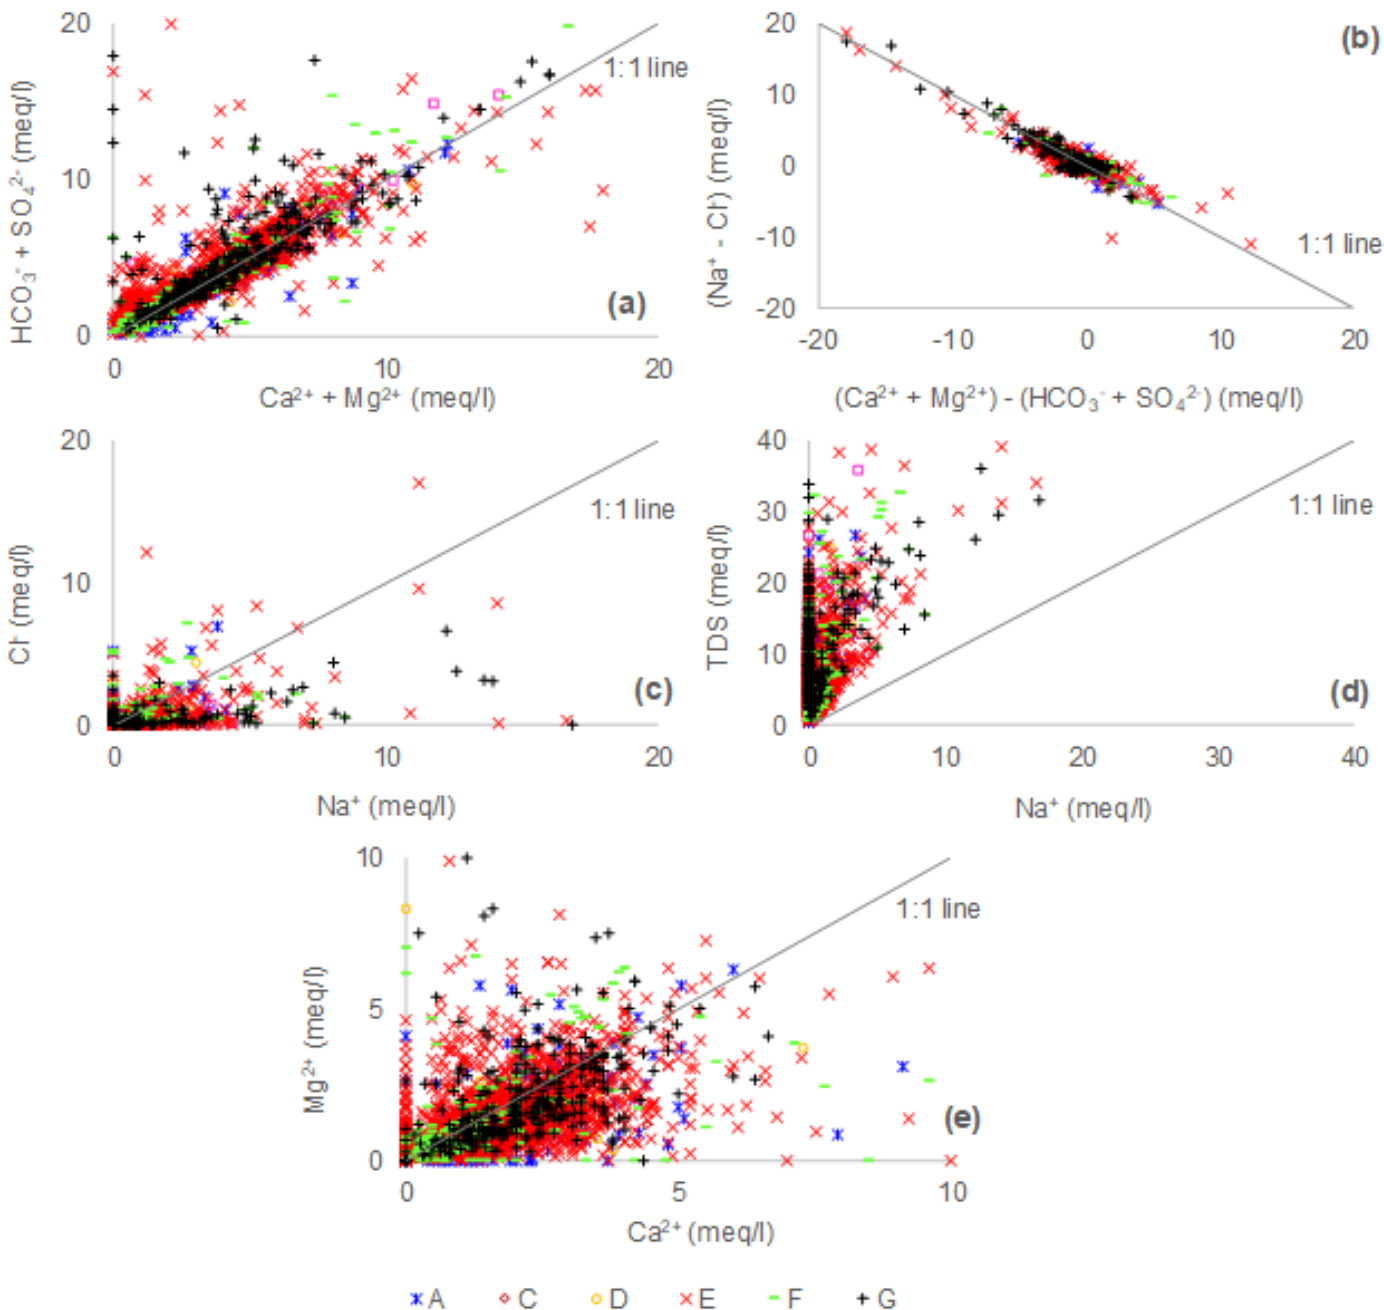 20
10
0
0
10
20
HCO₃⁻ + SO₄²⁻ (meq/l)
Ca²⁺ + Mg²⁺ (meq/l)
1:1 line
(a)
20
10
0
-10
-20
-20
-10
0
10
20
(Na⁺ - Cl⁻) (meq/l)
(Ca²⁺ + Mg²⁺) - (HCO₃⁻ + SO₄²⁻) (meq/l)
1:1 line
(b)
20
10
0
0
10
20
Cl⁻ (meq/l)
Na⁺ (meq/l)
1:1 line
(c)
40
30
20
10
0
0
10
20
30
40
TDS (meq/l)
Na⁺ (meq/l)
1:1 line
(d)
10
5
0
0
5
10
Mg²⁺ (meq/l)
Ca²⁺ (meq/l)
1:1 line
(e)
A C D E F G